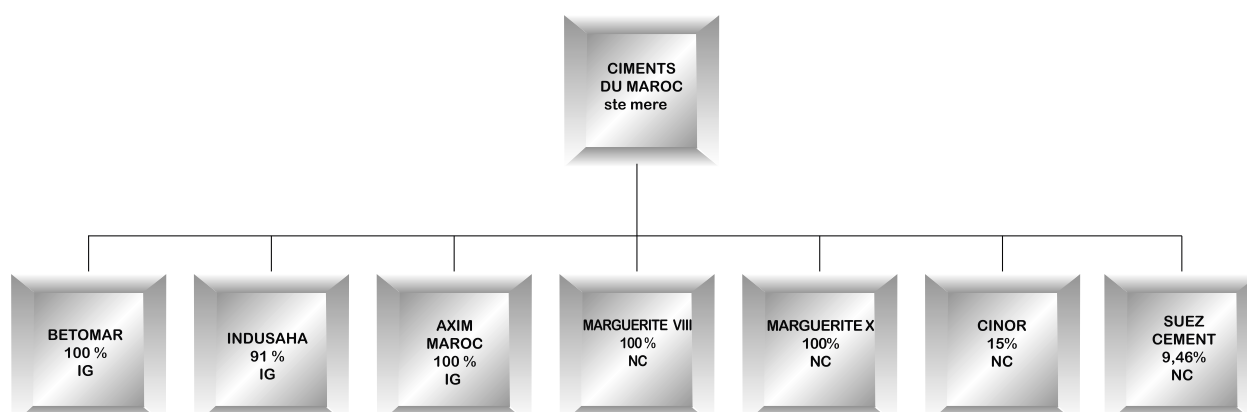 CIMENTS
DU MAROC
ste mere
BETOMAR
100 %
IG
INDUSAHA
91 %
IG
AXIM
MAROC
100 %
IG
MARGUERITE VIII
100 %
NC
MARGUERITE X
100%
NC
CINOR
15%
NC
SUEZ
CEMENT
9,46%
NC